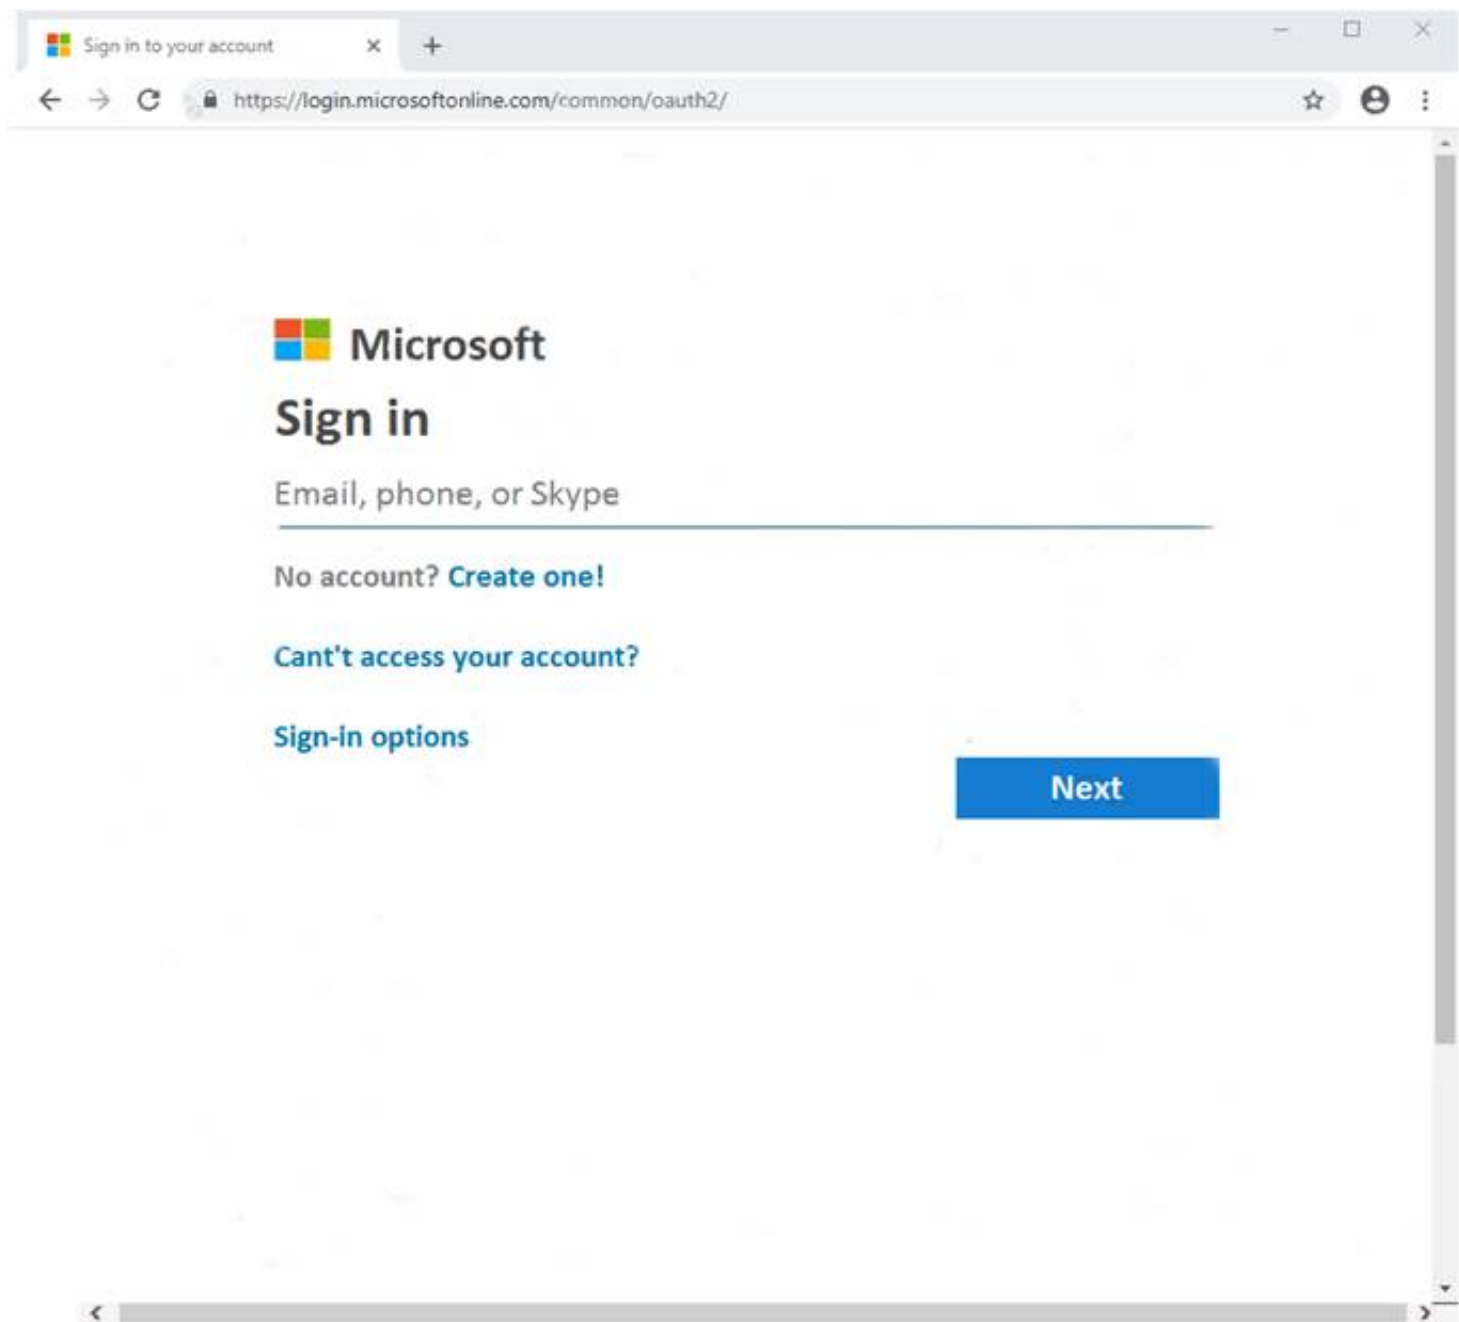 Sign in to your account
https://login.microsoftonline.com/common/oauth2/
Microsoft
Sign in
Email, phone, or Skype
No account? Create one!
Cant't access your account?
Sign-in options
Next